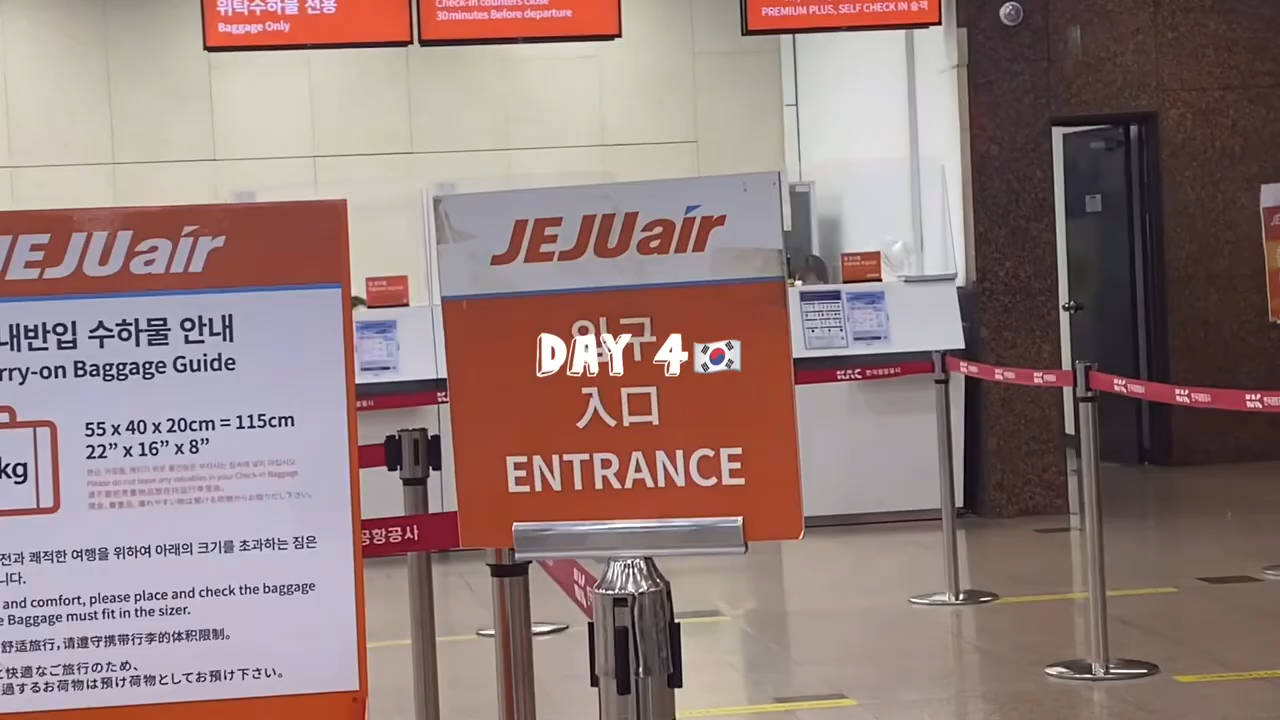 위탁수하물 전용
Baggage Only
Check-in counters close
30minutes Before departure
PREMIUM PLUS, SELF CHECK IN 승객
JEJUair
내반입 수하물 안내
rry-on Baggage Guide
55 x 40 x 20cm = 115cm
22” x 16” x 8”
kg
Please do not leave any valuables in your Check-in Baggage.
전과 쾌적한 여행을 위하여 아래의 크기를 초과하는 짐은
니다.
and comfort, please place and check the baggage
e Baggage must fit in the sizer.
舒适旅行，请遵守携带行李的体积限制。
と快適なご旅行のため、
過するお荷物は預け荷物としてお預け下さい。
JEJUair
입구
DAY 4🇰🇷
入口
ENTRANCE
KAC 한국공항공사
공항공사